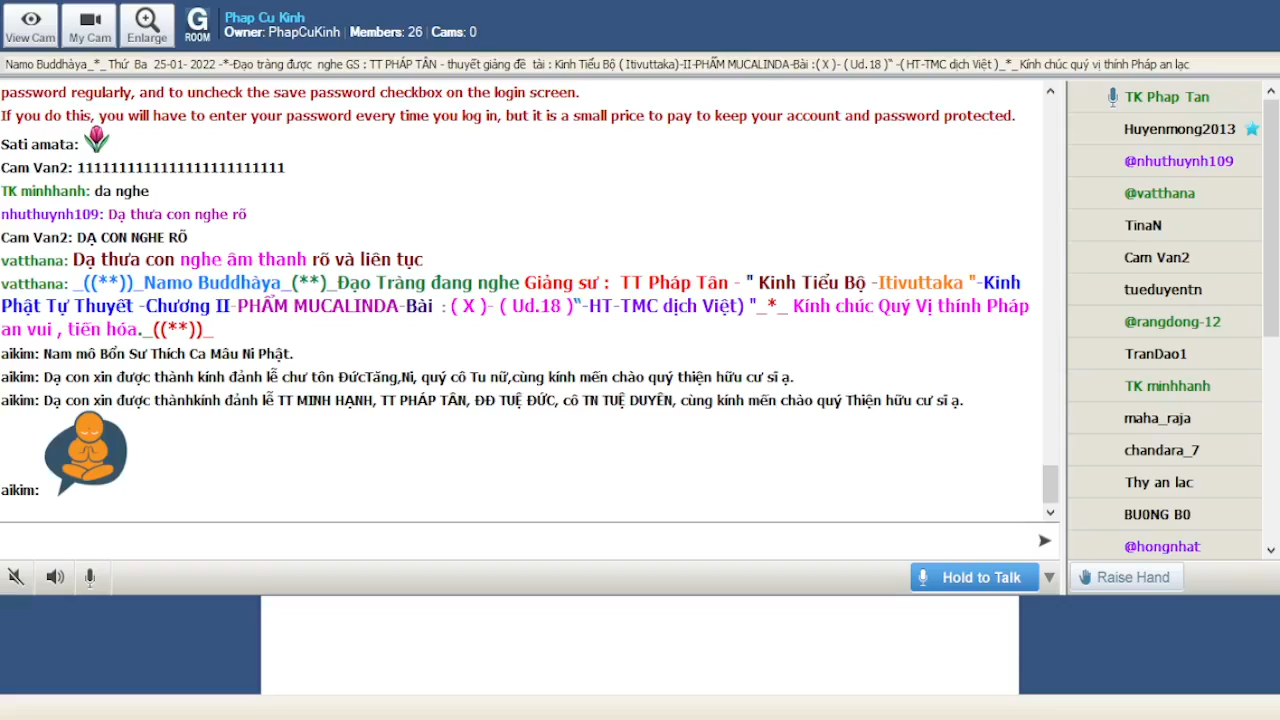 View Cam
My Cam
Enlarge
G
ROOM
Phap Cu Kinh
Owner: PhapCuKinh | Members: 26 | Cams: 0
Namo Buddhàya_*_Thứ Ba 25-01- 2022 -*-Đạo tràng được nghe GS : TT PHÁP TÂN - thuyết giảng đề tài : Kinh Tiểu Bộ ( Itivuttaka)-II-PHẨM MUCALINDA-Bài :( X )- ( Ud.18 )“ -( HT-TMC dịch Việt )_*_ Kính chúc quý vị thính Pháp an lạc
password regularly, and to uncheck the save password checkbox on the login screen.
If you do this, you will have to enter your password every time you log in, but it is a small price to pay to keep your account and password protected.
Sati amata:
Cam Van2: 1111111111111111111111111
TK minhhanh: da nghe
nhuthuynh109: Dạ thưa con nghe rõ
Cam Van2: DẠ CON NGHE RÕ
vatthana: Dạ thưa con nghe âm thanh rõ và liên tục
vatthana: _((**))_Namo Buddhàya_(**)_Đạo Tràng đang nghe Giảng sư : TT Pháp Tân - " Kinh Tiểu Bộ -Itivuttaka "-Kinh
Phật Tự Thuyết -Chương II-PHẨM MUCALINDA-Bài : ( X )- ( Ud.18 )“-HT-TMC dịch Việt) "_*_ Kính chúc Quý Vị thính Pháp
an vui , tiến hóa._((**))_
aikim: Nam mô Bổn Sư Thích Ca Mâu Ni Phật.
aikim: Dạ con xin được thành kính đảnh lễ chư tôn ĐứcTăng,Ni, quý cô Tu nữ,cùng kính mến chào quý thiện hữu cư sĩ ạ.
aikim: Dạ con xin được thànhkính đảnh lễ TT MINH HẠNH, TT PHÁP TÂN, ĐĐ TUỆ ĐỨC, cô TN TUỆ DUYÊN, cùng kính mến chào quý Thiện hữu cư sĩ ạ.
aikim:
TK Phap Tan
Huyenmong2013
@nhuthuynh109
@vatthana
TinaN
Cam Van2
tueduyentn
@rangdong-12
TranDao1
TK minhhanh
maha_raja
chandara_7
Thy an lac
BU0NG B0
@hongnhat
Hold to Talk
Raise Hand